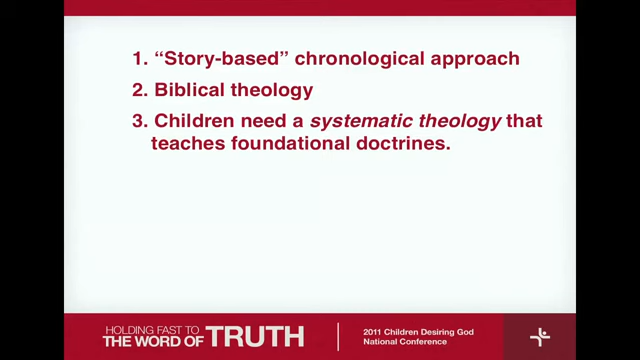 1. “Story-based” chronological approach
2. Biblical theology
3. Children need a systematic theology that
teaches foundational doctrines.
HOLDING FAST TO
THE WORD OF TRUTH
2011 Children Desiring God
National Conference